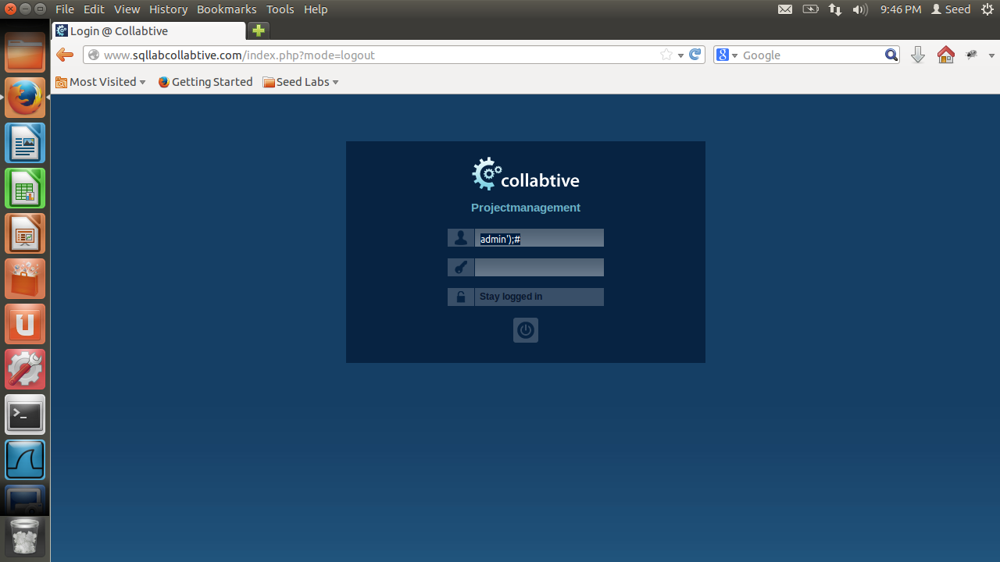 File Edit View History Bookmarks Tools Help
9:46 PM Seed
Login @ Collabtive
www.sqllabcollabtive.com/index.php?mode=logout
Google
Most Visited Getting Started Seed Labs
collabtive
Projectmanagement
admin');#
Stay logged in